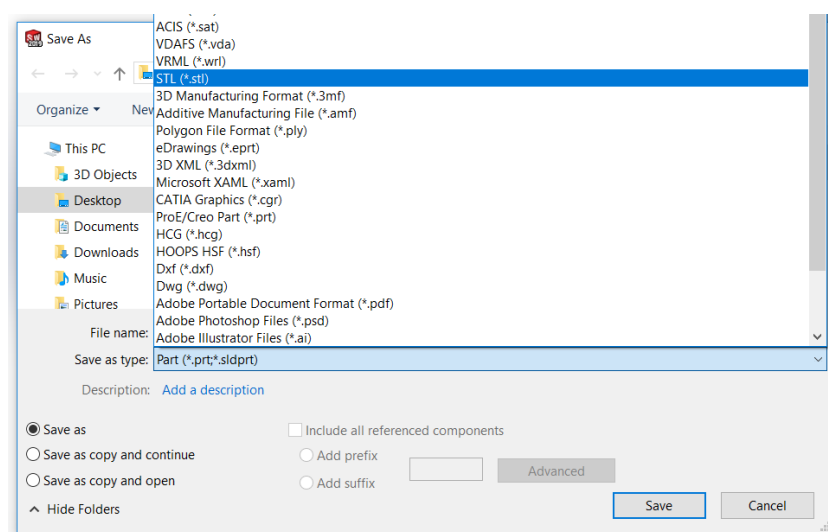 Save As
ACIS (*.sat)
VDAFS (*.vda)
VRML (*.wrl)
STL (*.stl)
3D Manufacturing Format (*.3mf)
Additive Manufacturing File (*.amf)
Polygon File Format (*.ply)
eDrawings (*.eprt)
3D XML (*.3dxml)
Microsoft XAML (*.xaml)
CATIA Graphics (*.cgr)
ProE/Creo Part (*.prt)
HCG (*.hcg)
HOOPS HSF (*.hsf)
Dxf (*.dxf)
Dwg (*.dwg)
Adobe Portable Document Format (*.pdf)
Adobe Photoshop Files (*.psd)
Adobe Illustrator Files (*.ai)
Organize
This PC
3D Objects
Desktop
Documents
Downloads
Music
Pictures
File name:
Save as type: Part (*.prt;*.sldprt)
Description: Add a description
Save as
Save as copy and continue
Save as copy and open
Include all referenced components
Add prefix
Add suffix
Advanced
Hide Folders
Save Cancel